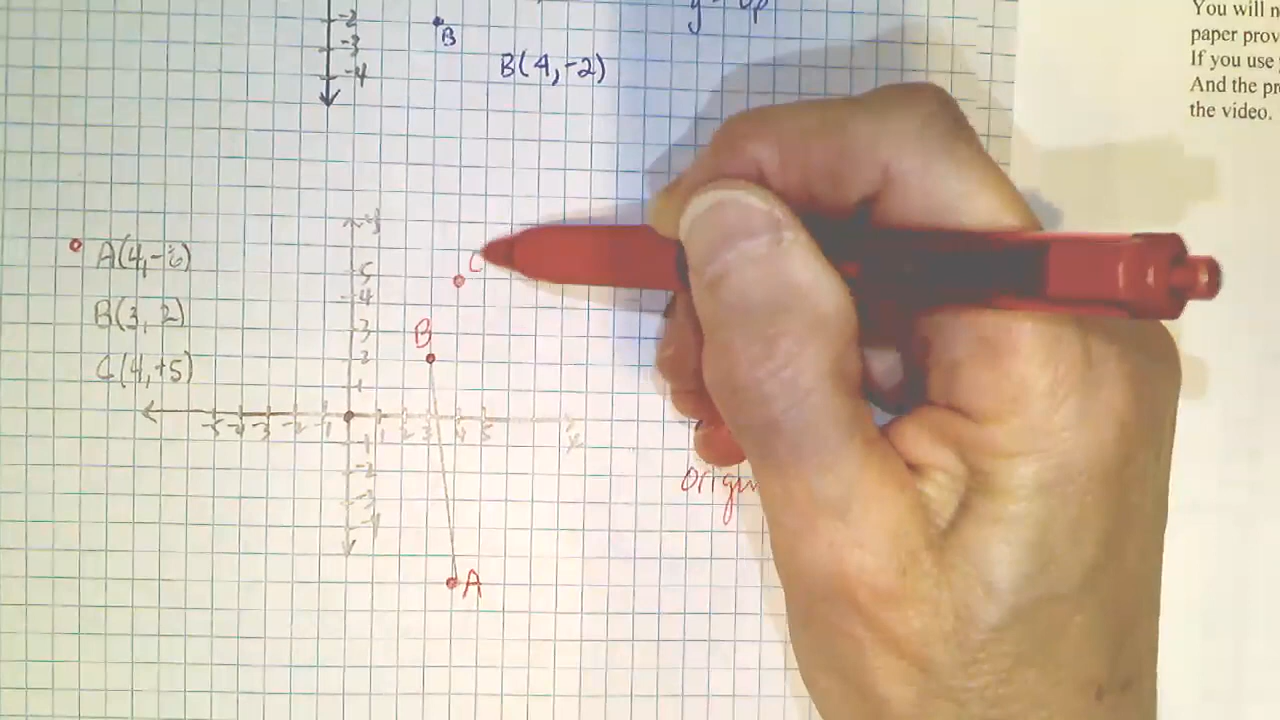 -2
-3
-4
B
B(4,-2)
You will n
paper prov
If you use
And the pr
the video.
A(4,-6)
B(3, 2)
C(4,+5)
5
4
3
2
1
-5 -4 -3 -2 -1 1 2 3 4 5
x
-1
-2
-3
-4
C
B
A
origin